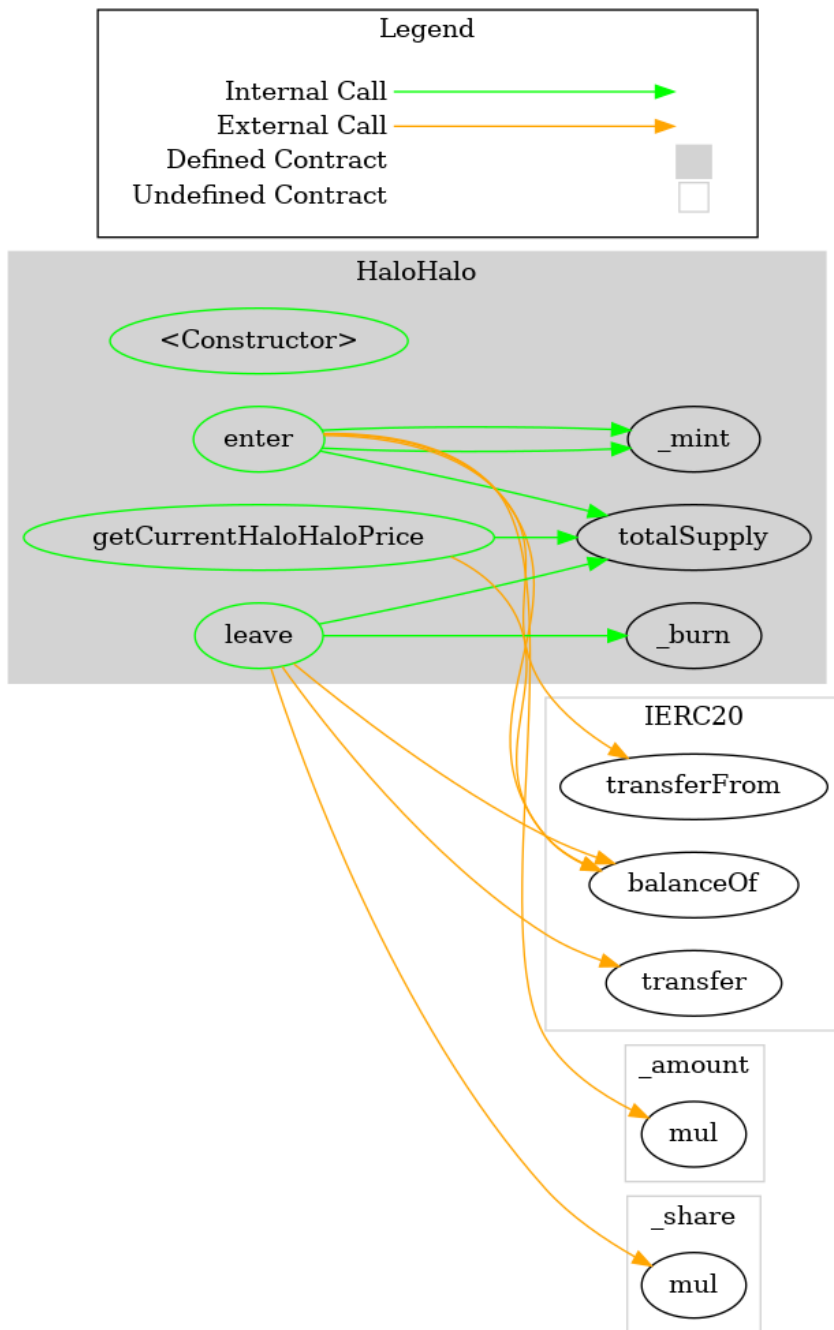 Legend
Internal Call
External Call
Defined Contract
Undefined Contract
HaloHalo
<Constructor>
enter
_mint
getCurrentHaloHaloPrice
totalSupply
leave
_burn
IERC20
transferFrom
balanceOf
transfer
_amount
mul
_share
mul